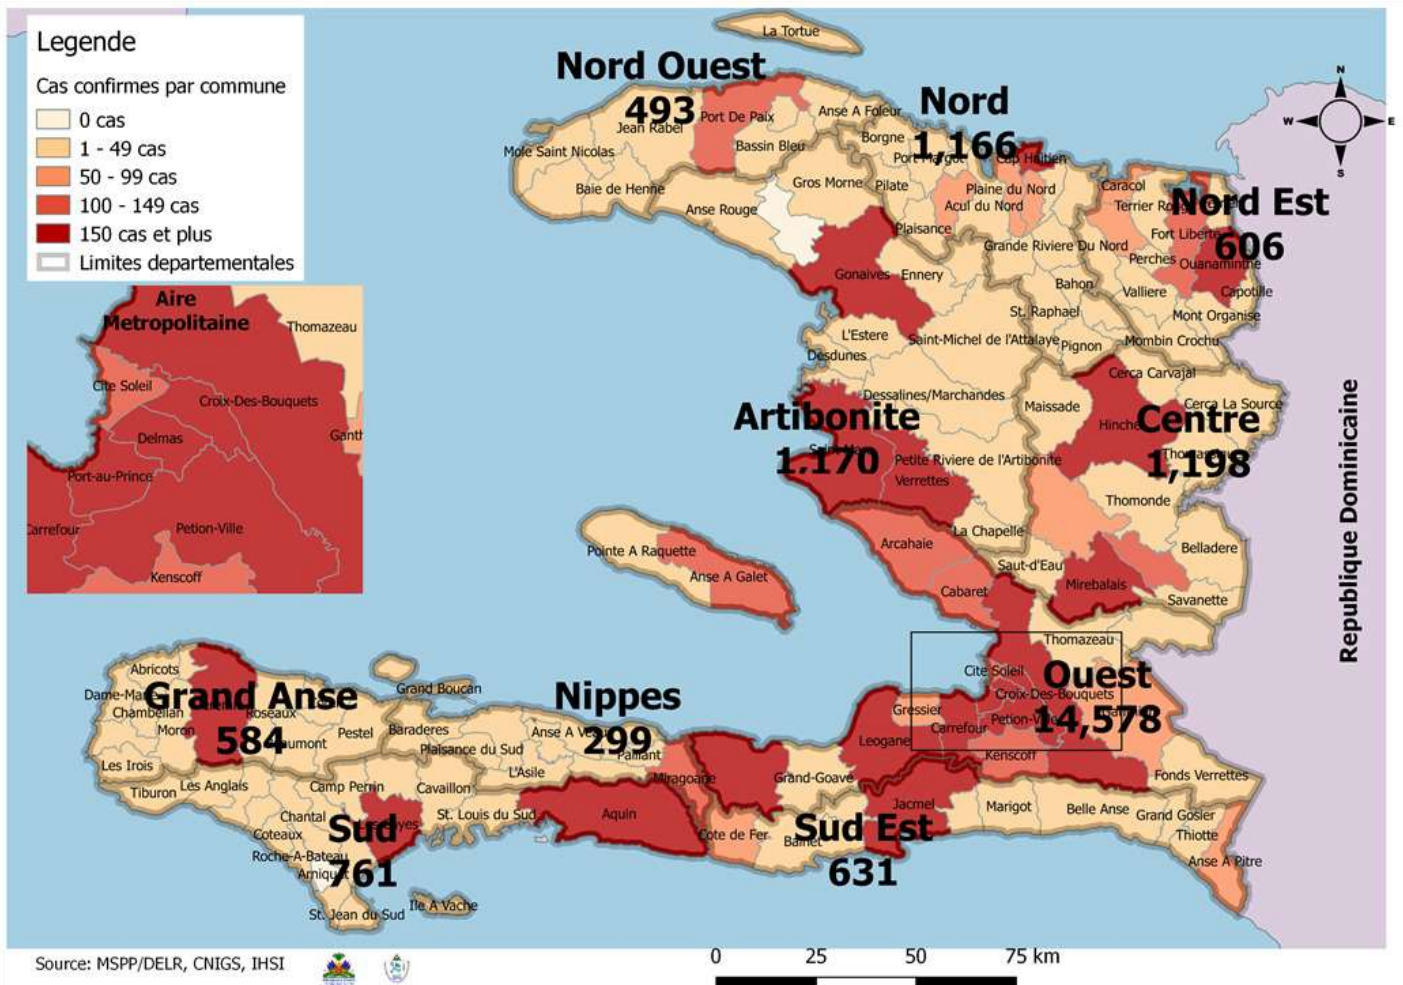 Legende
Cas confirmes par commune
0 cas
1 - 49 cas
50 - 99 cas
100 - 149 cas
150 cas et plus
Limites departementales
Aire
Metropolitaine
Thomazeau
Cite Soleil
Croix-Des-Bouquets
Delmas
Port-au-Prince
Carrefour
Petion-Ville
Kenscoff
La Tortue
Nord Ouest
493
Jean Rabel
Port De Paix
Anse A Foleur
Mole Saint Nicolas
Bassin Bleu
Baie de Henne
Nord
1,166
Borgne
Port Margot
Cap Haitien
Gros Morne
Pilate
Plaine du Nord
Acul du Nord
Anse Rouge
Plaisance
Grande Riviere Du Nord
Caracol
Terrier Rouge
Nord Est
606
Fort Liberte
Perches
Ouanaminthe
Gonaives
Ennery
Bahon
Valliere
Capotille
St. Raphael
Mont Organise
L'Estere
Saint-Michel de l'Attalaye
Pignon
Mombin Crochu
Desdunes
Cerca Carvajal
Dessalines/Marchandes
Maissade
Cerca La Source
Artibonite
1.170
Hinche
Centre
1,198
Petite Riviere de l'Artibonite
Verrettes
Thomonde
La Chapelle
Pointe A Raquette
Anse A Galet
Arcahaie
Belladere
Saut-d'Eau
Cabaret
Mirebalais
Savanette
Republique Dominicaine
Thomazeau
Cite Soleil
Ouest
14,578
Croix-Des-Bouquets
Gressier
Carrefour
Petion-Ville
Leogane
Kenscoff
Fonds Verrettes
Abricots
Grand Anse
584
Chambellan
Roseaux
Moron
Pestel
Les Irois
Grand Boucan
Baraderes
Nippes
299
Plaisance du Sud
L'Asile
Paillant
Miragoane
Grand-Goave
Tiburon
Les Anglais
Camp Perrin
Cavaillon
Chantal
St. Louis du Sud
Aquin
Coteaux
Sud
761
Roche-A-Bateau
St. Jean du Sud
Ile A Vache
Cote de Fer
Bainet
Jacmel
Sud Est
631
Marigot
Belle Anse
Grand Gosier
Thiotte
Anse A Pitre
N
W
E
S
Source: MSPP/DELR, CNIGS, IHSI
0 25 50 75 km